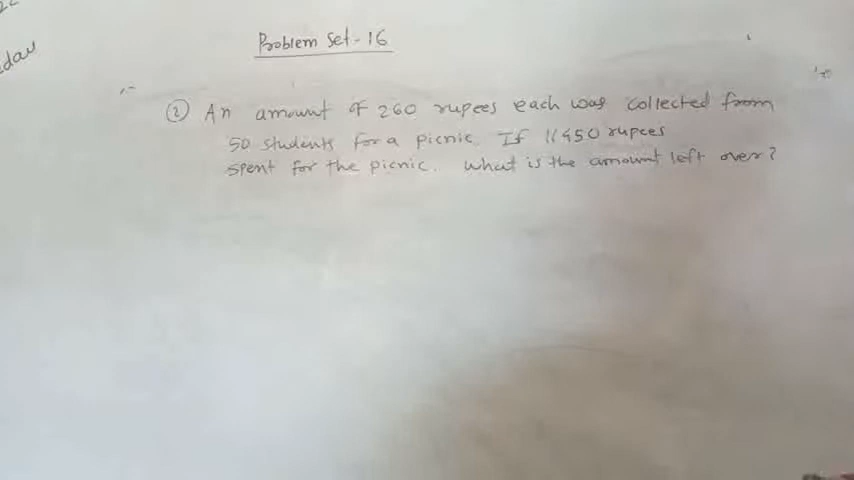 Problem Set - 16
② An amount of 260 rupees each was collected from
50 students for a picnic. If 11450 rupees
spent for the picnic. What is the amount left over?